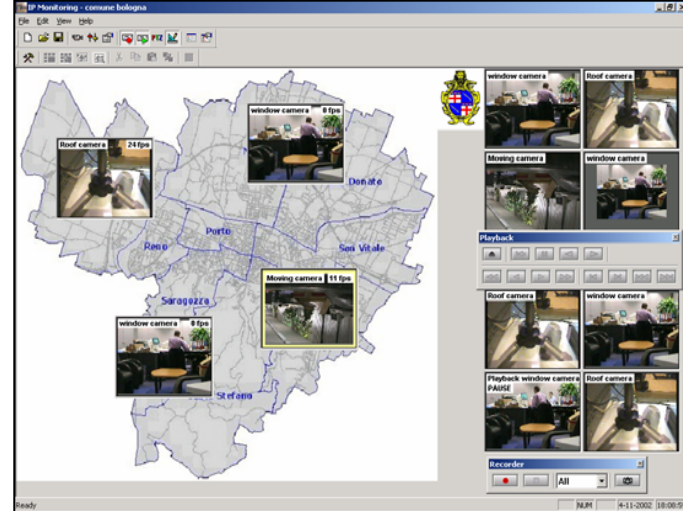 IP Monitoring - comune bologna
File Edit View Help
PTZ
window camera 8 fps
Roof camera 24 fps
Donato
Porto
Reno
San Vitale
Moving camera 11 fps
Saragozza
window camera 8 fps
Stefano
window camera
Roof camera
Moving camera
window camera
Playback
Roof camera
window camera
Playback window camera
PAUSE
Roof camera
Recorder
All
Ready
NUM
4-11-2002